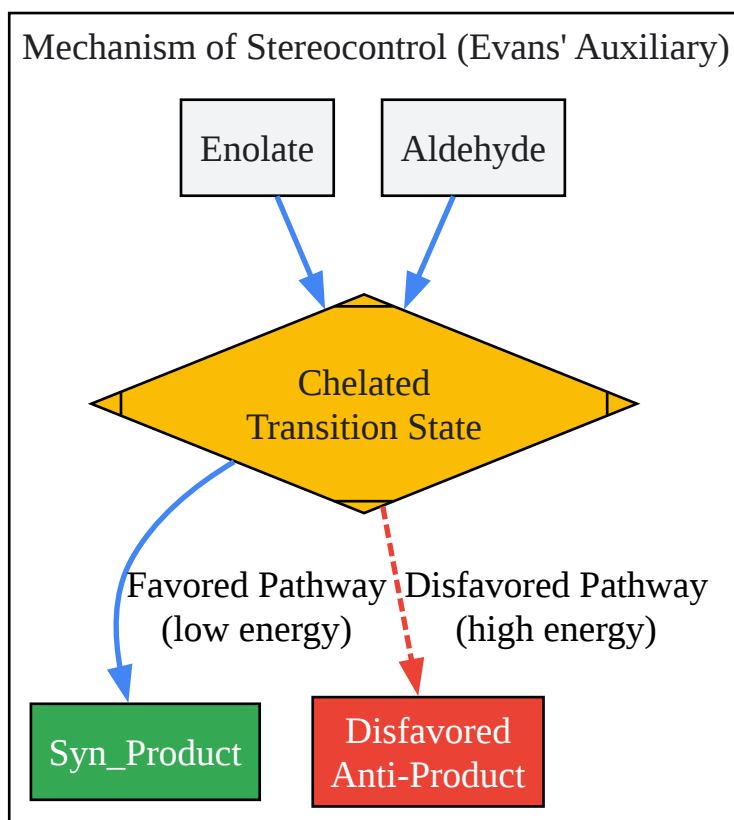 Mechanism of Stereocontrol (Evans' Auxiliary)
Enolate
Aldehyde
Chelated
Transition State
Favored Pathway
(low energy)
Disfavored Pathway
(high energy)
Syn_Product
Disfavored
Anti-Product